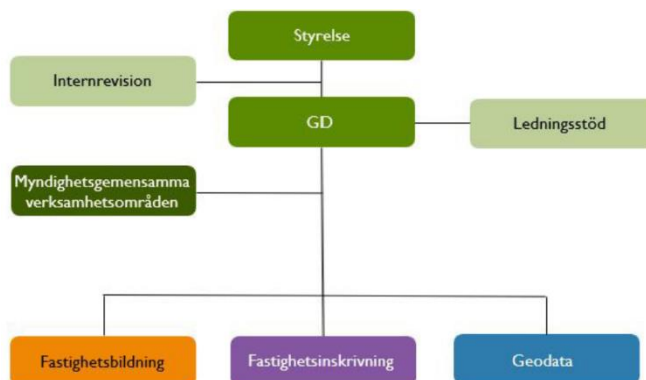 Styrelse
Internrevision
GD
Ledningsstöd
Myndighetsgemensamma
verksamhetsområden
Fastighetsbildning
Fastighetsinskrivning
Geodata